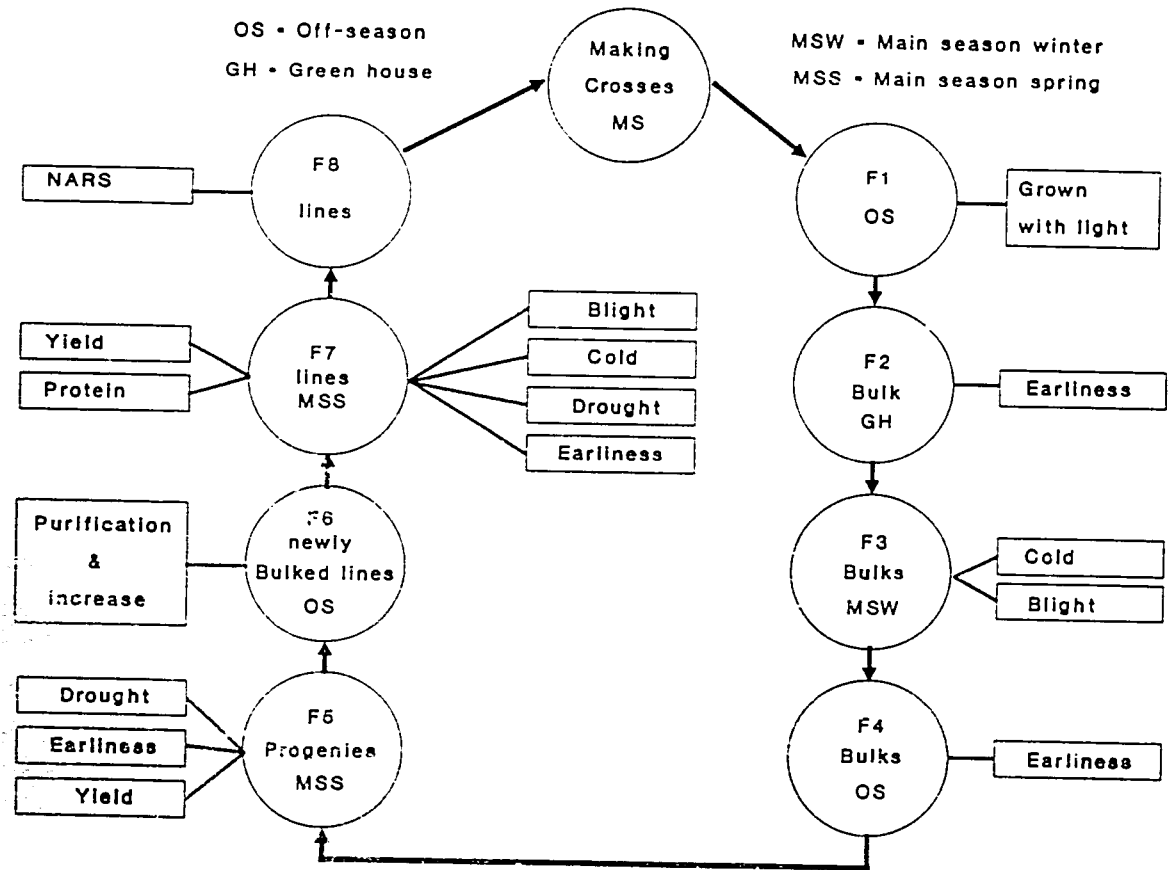 OS - Off-season
GH - Green house
MSW - Main season winter
MSS - Main season spring
Making
Crosses
MS
F1
OS
Grown
with light
F2
Bulk
GH
Earliness
F3
Bulks
MSW
Cold
Blight
F4
Bulks
OS
Earliness
F5
Progenies
MSS
Drought
Earliness
Yield
F6
newly
Bulked lines
OS
Purification
&
increase
F7
lines
MSS
Yield
Protein
Blight
Cold
Drought
Earliness
F8
lines
NARS